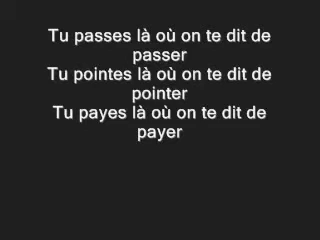 Tu passes là où on te dit de
passer
Tu pointes là où on te dit de
pointer
Tu payes là où on te dit de
payer